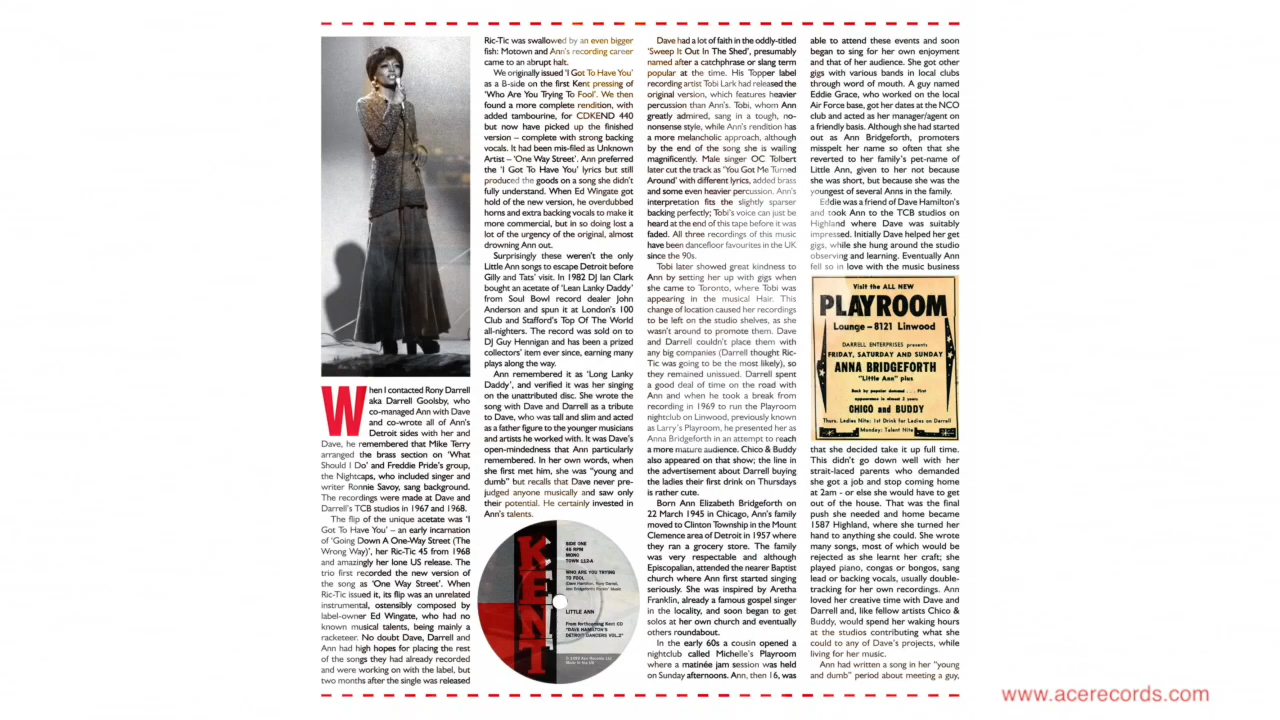 When I contacted Rony Darrell
aka Darrell Goolsby, who
co-managed Ann with Dave
and co-wrote all of Ann's
Detroit sides with her and
Dave, he remembered that Mike Terry
arranged the brass section on 'What
Should I Do' and Freddie Pride's group,
the Nightcaps, who included singer and
writer Ronnie Savoy, sang background.
The recordings were made at Dave and
Darrell's TCB studios in 1967 and 1968.
The flip of the unique acetate was 'I
Got To Have You' – an early incarnation
of 'Going Down A One-Way Street (The
Wrong Way)', her Ric-Tic 45 from 1968
and amazingly her lone US release. The
trio first recorded the new version of
the song as 'One Way Street'. When
Ric-Tic issued it, its flip was an unrelated
instrumental, ostensibly composed by
label-owner Ed Wingate, who had no
known musical talents, being mainly a
racketeer. No doubt Dave, Darrell and
Ann had high hopes for placing the rest
of the songs they had already recorded
and were working on with the label, but
two months after the single was released
Ric-Tic was swallowed by an even bigger
fish: Motown and Ann's recording career
came to an abrupt halt.
We originally issued 'I Got To Have You'
as a B-side on the first Kent pressing of
'Who Are You Trying To Fool'. We then
found a more complete rendition, with
added tambourine, for CDKEND 440
but now have picked up the finished
version – complete with strong backing
vocals. It had been mis-filed as Unknown
Artist – 'One Way Street'. Ann preferred
the 'I Got To Have You' lyrics but still
produced the goods on a song she didn't
fully understand. When Ed Wingate got
hold of the new version, he overdubbed
horns and extra backing vocals to make it
more commercial, but in so doing lost a
lot of the urgency of the original, almost
drowning Ann out.
Surprisingly these weren't the only
Little Ann songs to escape Detroit before
Gilly and Tats' visit. In 1982 DJ Ian Clark
bought an acetate of 'Lean Lanky Daddy'
from Soul Bowl record dealer John
Anderson and spun it at London's 100
Club and Stafford's Top Of The World
all-nighters. The record was sold on to
DJ Guy Hennigan and has been a prized
collectors' item ever since, earning many
plays along the way.
Ann remembered it as 'Long Lanky
Daddy', and verified it was her singing
on the unattributed disc. She wrote the
song with Dave and Darrell as a tribute
to Dave, who was tall and slim and acted
as a father figure to the younger musicians
and artists he worked with. It was Dave's
open-mindedness that Ann particularly
remembered. In her own words, when
she first met him, she was "young and
dumb" but recalls that Dave never pre-
judged anyone musically and saw only
their potential. He certainly invested in
Ann's talents.
KENT
SIDE ONE
45 RPM
MONO
TOWN 112-A
WHO ARE YOU TRYING
TO FOOL
LITTLE ANN
From forthcoming Kent CD
"DAVE HAMILTON'S
DETROIT DANCERS VOL.2"
Dave had a lot of faith in the oddly-titled
'Sweep It Out In The Shed', presumably
named after a catchphrase or slang term
popular at the time. His Topper label
recording artist Tobi Lark had released the
original version, which features heavier
percussion than Ann's. Tobi, whom Ann
greatly admired, sang in a tough, no-
nonsense style, while Ann's rendition has
a more melancholic approach, although
by the end of the song she is wailing
magnificently. Male singer OC Tolbert
later cut the track as 'You Got Me Turned
Around' with different lyrics, added brass
and some even heavier percussion. Ann's
interpretation fits the slightly sparser
backing perfectly; Tobi's voice can just be
heard at the end of this tape before it was
faded. All three recordings of this music
have been dancefloor favourites in the UK
since the 90s.
Tobi later showed great kindness to
Ann by setting her up with gigs when
she came to Toronto, where Tobi was
appearing in the musical Hair. This
change of location caused her recordings
to be left on the studio shelves, as she
wasn't around to promote them. Dave
and Darrell couldn't place them with
any big companies (Darrell thought Ric-
Tic was going to be the most likely), so
they remained unissued. Darrell spent
a good deal of time on the road with
Ann and when he took a break from
recording in 1969 to run the Playroom
nightclub on Linwood, previously known
as Larry's Playroom, he presented her as
Anna Bridgeforth in an attempt to reach
a more mature audience. Chico & Buddy
also appeared on that show; the line in
the advertisement about Darrell buying
the ladies their first drink on Thursdays
is rather cute.
Born Ann Elizabeth Bridgeforth on
22 March 1945 in Chicago, Ann's family
moved to Clinton Township in the Mount
Clemence area of Detroit in 1957 where
they ran a grocery store. The family
was very respectable and although
Episcopalian, attended the nearer Baptist
church where Ann first started singing
seriously. She was inspired by Aretha
Franklin, already a famous gospel singer
in the locality, and soon began to get
solos at her own church and eventually
others roundabout.
In the early 60s a cousin opened a
nightclub called Michelle's Playroom
where a matinée jam session was held
on Sunday afternoons. Ann, then 16, was
able to attend these events and soon
began to sing for her own enjoyment
and that of her audience. She got other
gigs with various bands in local clubs
through word of mouth. A guy named
Eddie Grace, who worked on the local
Air Force base, got her dates at the NCO
club and acted as her manager/agent on
a friendly basis. Although she had started
out as Ann Bridgeforth, promoters
misspelt her name so often that she
reverted to her family's pet-name of
Little Ann, given to her not because
she was short, but because she was the
youngest of several Anns in the family.
Eddie was a friend of Dave Hamilton's
and took Ann to the TCB studios on
Highland where Dave was suitably
impressed. Initially Dave helped her get
gigs, while she hung around the studio
observing and learning. Eventually Ann
fell so in love with the music business
Visit the ALL NEW
PLAYROOM
Lounge – 8121 Linwood
DARRELL ENTERPRISES presents
FRIDAY, SATURDAY AND SUNDAY
ANNA BRIDGEFORTH
"Little Ann" plus
Back by popular demand . . . First
appearance in almost 2 years
CHICO and BUDDY
Thurs. Ladies Nite: 1st Drink for Ladies on Darrell
Monday: Talent Nite
that she decided take it up full time.
This didn't go down well with her
strait-laced parents who demanded
she got a job and stop coming home
at 2am - or else she would have to get
out of the house. That was the final
push she needed and home became
1587 Highland, where she turned her
hand to anything she could. She wrote
many songs, most of which would be
rejected as she learnt her craft; she
played piano, congas or bongos, sang
lead or backing vocals, usually double-
tracking for her own recordings. Ann
loved her creative time with Dave and
Darrell and, like fellow artists Chico &
Buddy, would spend her waking hours
at the studios contributing what she
could to any of Dave's projects, while
living for her music.
Ann had written a song in her "young
and dumb" period about meeting a guy,
www.acerecords.com